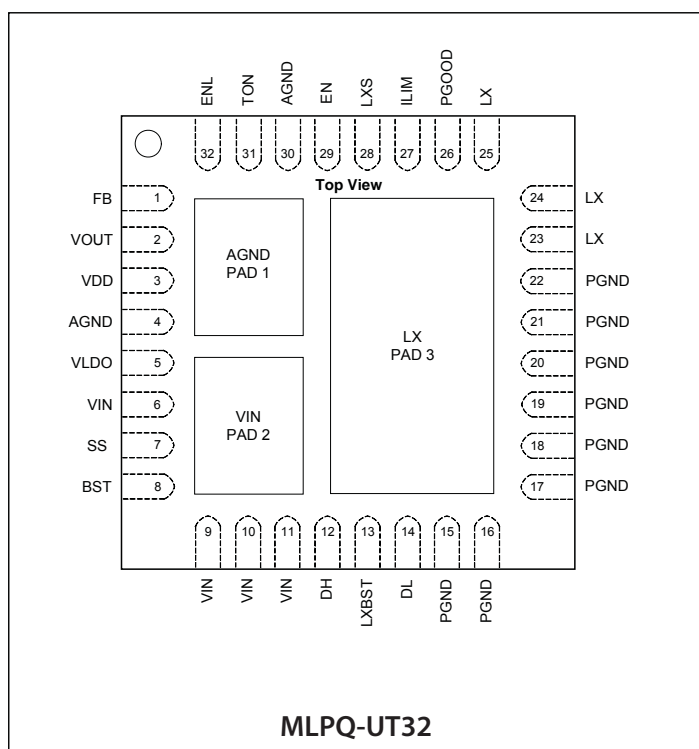 ENL
TON
AGND
EN
LXS
ILIM
PGOOD
LX
32
31
30
29
28
27
26
25
Top View
FB
1
VOUT
2
VDD
3
AGND
4
VLDO
5
VIN
6
SS
7
BST
8
AGND
PAD 1
VIN
PAD 2
LX
PAD 3
24
LX
23
LX
22
PGND
21
PGND
20
PGND
19
PGND
18
PGND
17
PGND
9
10
11
12
13
14
15
16
VIN
VIN
VIN
DH
LXBST
DL
PGND
PGND
MLPQ-UT32